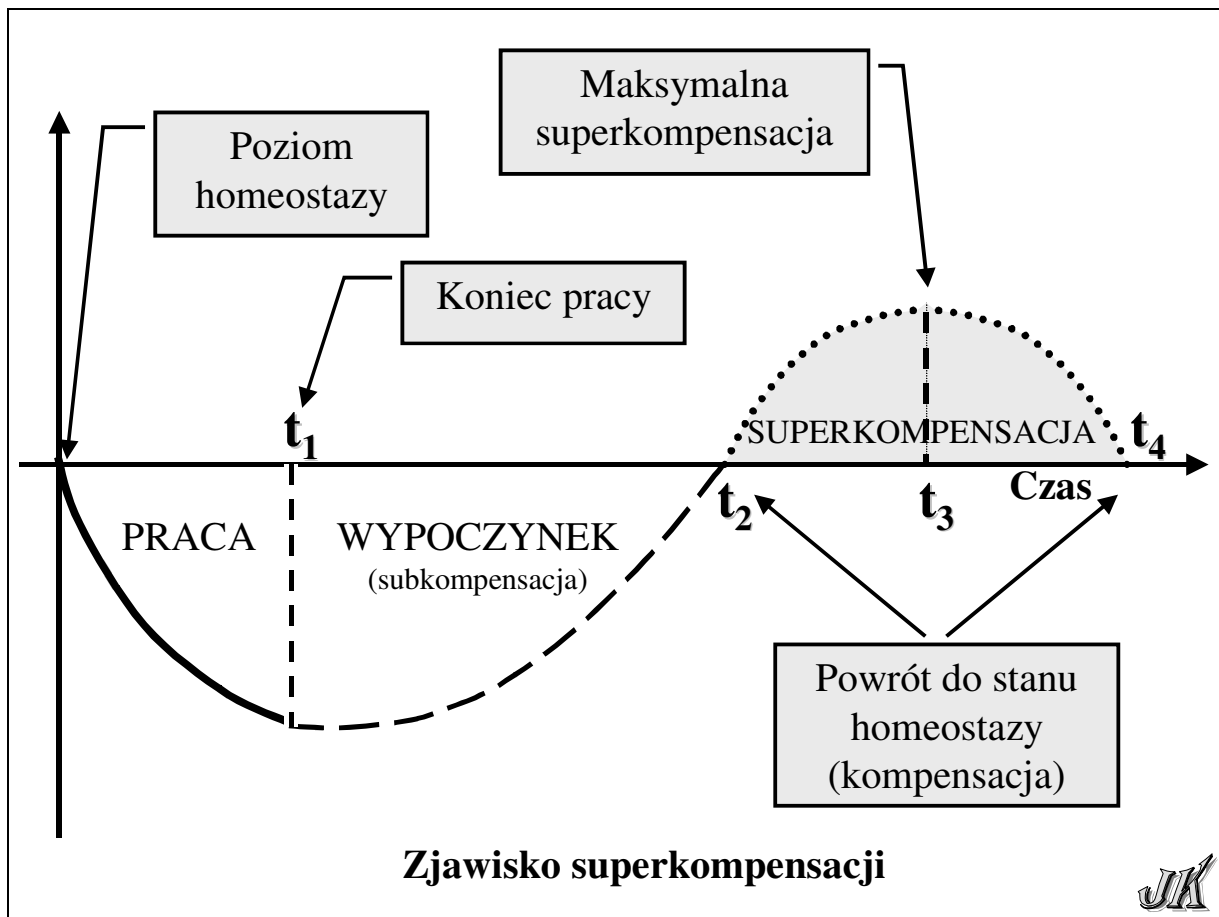 Maksymalna
superkompensacja
Poziom
homeostazy
Koniec pracy
t1
SUPERKOMPENSACJA
t4
t2
t3
Czas
PRACA
WYPOCZYNEK
(subkompensacja)
Powrót do stanu
homeostazy
(kompensacja)
Zjawisko superkompensacji
JK